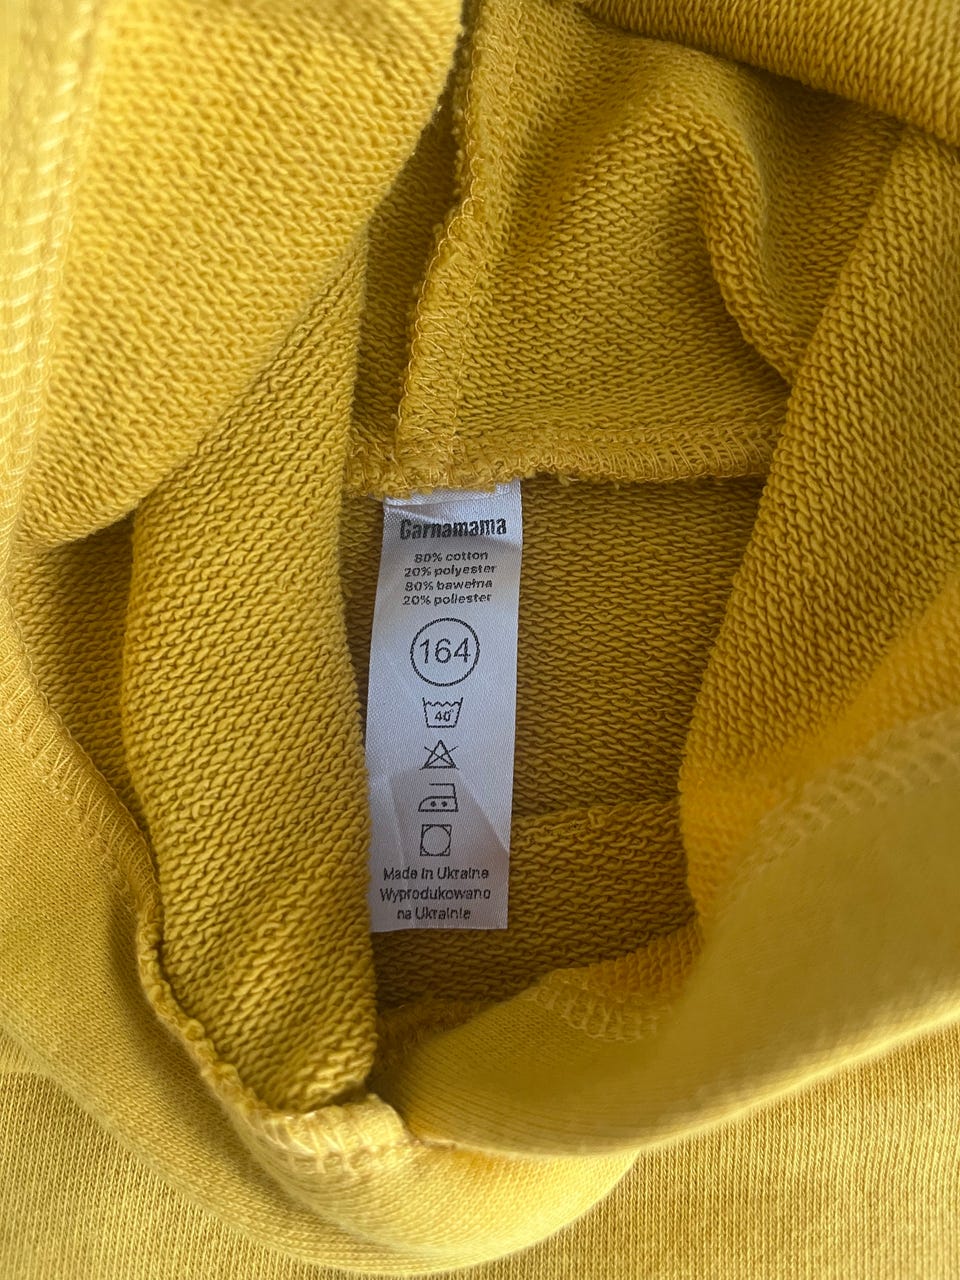 Garnamama
80% cotton
20% polyester
80% bawełna
20% poliester
164
40°
Made in Ukraine
Wyprodukowano
na Ukrainie